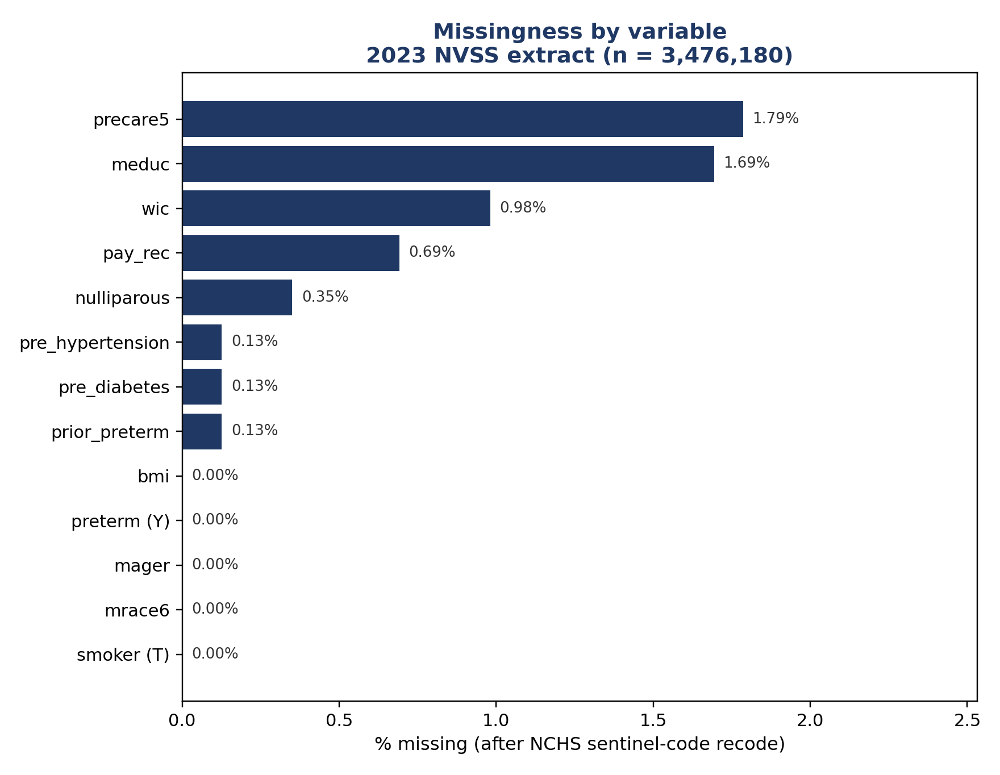 Missingness by variable
2023 NVSS extract (n = 3,476,180)
precare5 1.79%
meduc 1.69%
wic 0.98%
pay_rec 0.69%
nulliparous 0.35%
pre_hypertension 0.13%
pre_diabetes 0.13%
prior_preterm 0.13%
bmi 0.00%
preterm (Y) 0.00%
mager 0.00%
mrace6 0.00%
smoker (T) 0.00%
0.0 0.5 1.0 1.5 2.0 2.5
% missing (after NCHS sentinel-code recode)